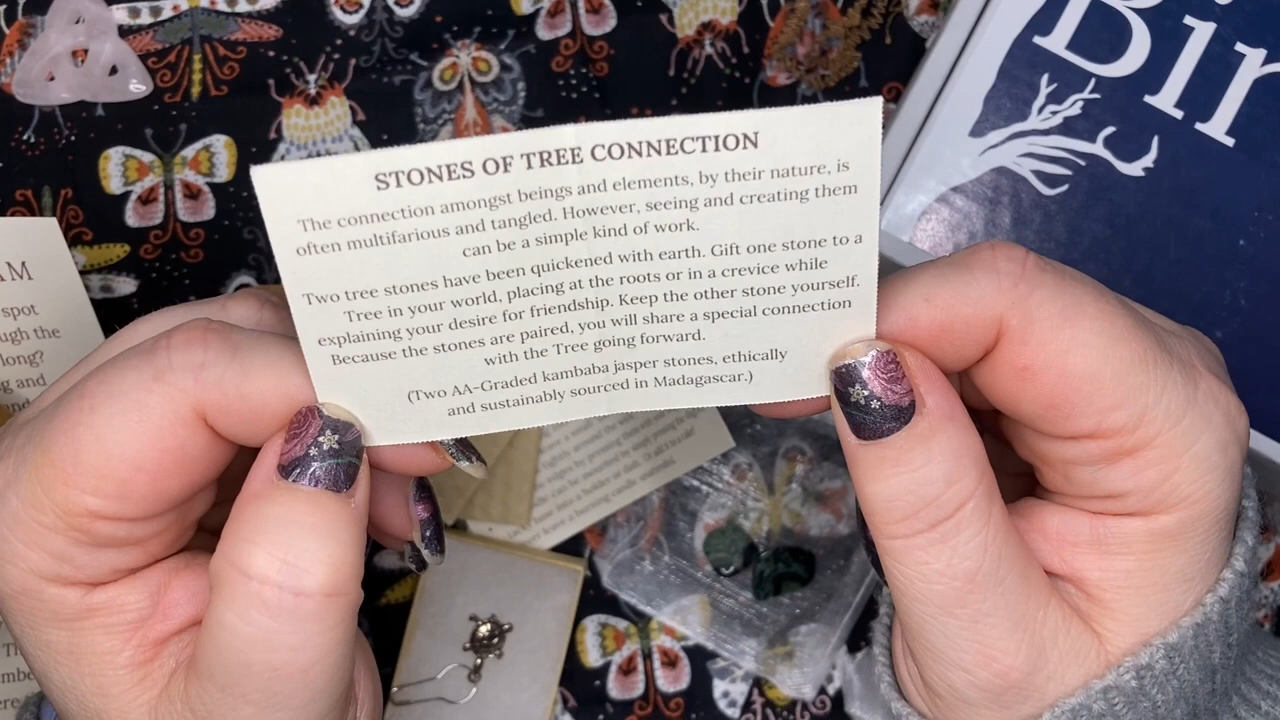 Bir
STONES OF TREE CONNECTION
The connection amongst beings and elements, by their nature, is
often multifarious and tangled. However, seeing and creating them
can be a simple kind of work.
Two tree stones have been quickened with earth. Gift one stone to a
Tree in your world, placing at the roots or in a crevice while
explaining your desire for friendship. Keep the other stone yourself.
Because the stones are paired, you will share a special connection
with the Tree going forward.
(Two AA-Graded kambaba jasper stones, ethically
and sustainably sourced in Madagascar.)
AM
spot
ugh the
long?
g and